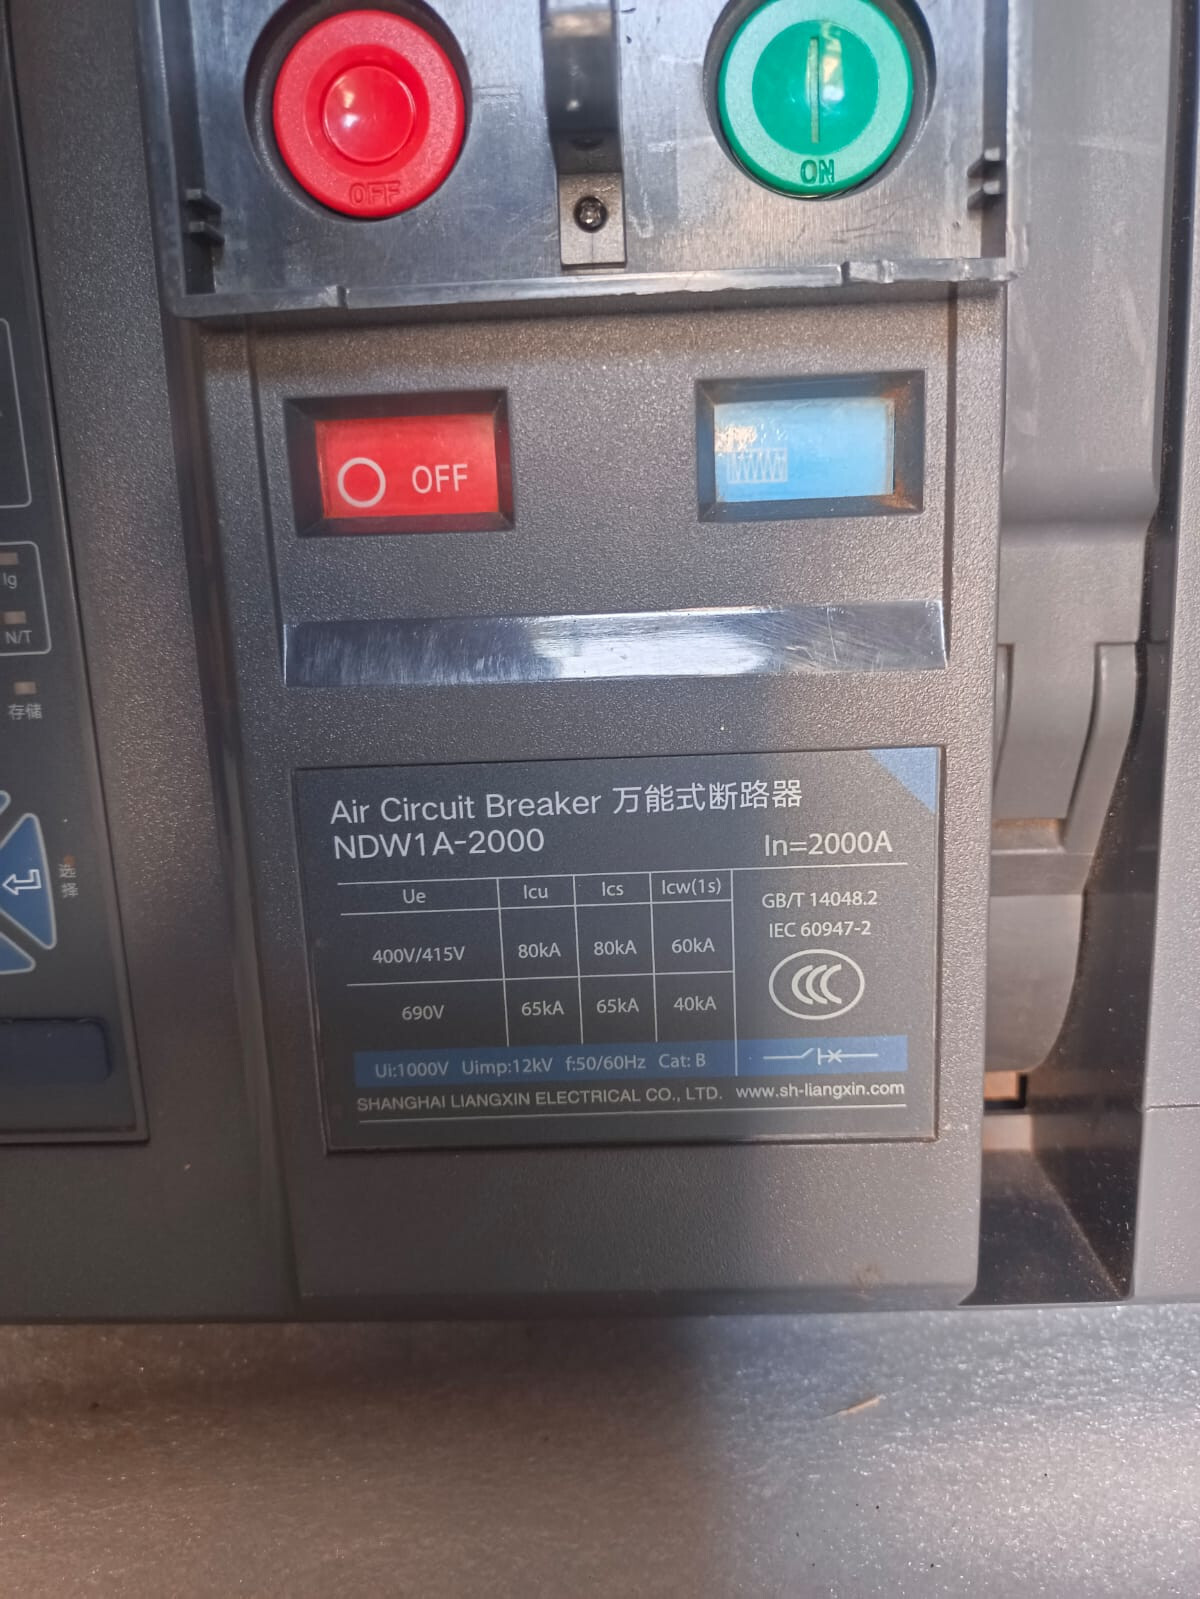 OFF
ON
OFF
Ig
N/T
存储
选择
Air Circuit Breaker 万能式断路器
NDW1A-2000
In=2000A
Ue Icu Ics Icw(1s)
400V/415V 80kA 80kA 60kA
690V 65kA 65kA 40kA
GB/T 14048.2
IEC 60947-2
CCC
Ui:1000V Uimp:12kV f:50/60Hz Cat: B
SHANGHAI LIANGXIN ELECTRICAL CO., LTD. www.sh-liangxin.com